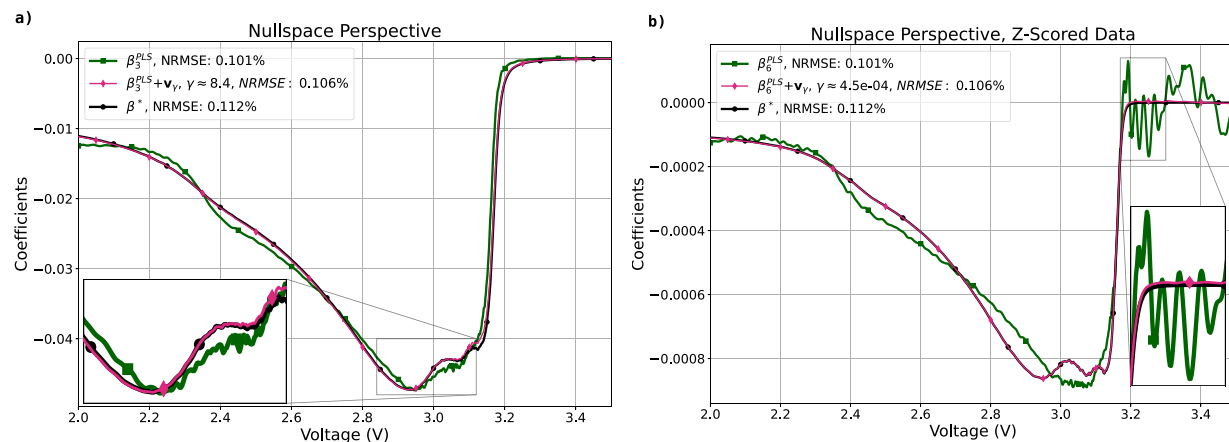 a)
Nullspace Perspective
β₃ᴾᴸˢ, NRMSE: 0.101%
β₃ᴾᴸˢ+v_γ, γ ≈ 8.4, NRMSE: 0.106%
β*, NRMSE: 0.112%
0.00
−0.01
−0.02
−0.03
−0.04
Coefficients
2.0 2.2 2.4 2.6 2.8 3.0 3.2 3.4
Voltage (V)
b)
Nullspace Perspective, Z-Scored Data
β₆ᴾᴸˢ, NRMSE: 0.101%
β₆ᴾᴸˢ+v_γ, γ ≈ 4.5e-04, NRMSE: 0.106%
β*, NRMSE: 0.112%
0.0000
−0.0002
−0.0004
−0.0006
−0.0008
Coefficients
2.0 2.2 2.4 2.6 2.8 3.0 3.2 3.4
Voltage (V)